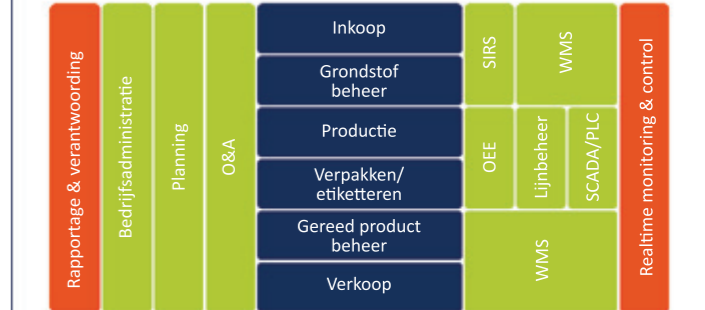 Rapportage & verantwoording
Bedrijfsadministratie
Planning
O&A
Inkoop
Grondstof
beheer
Productie
Verpakken/
etiketteren
Gereed product
beheer
Verkoop
SIRS
WMS
OEE
Lijnbeheer
SCADA/PLC
WMS
Realtime monitoring & control